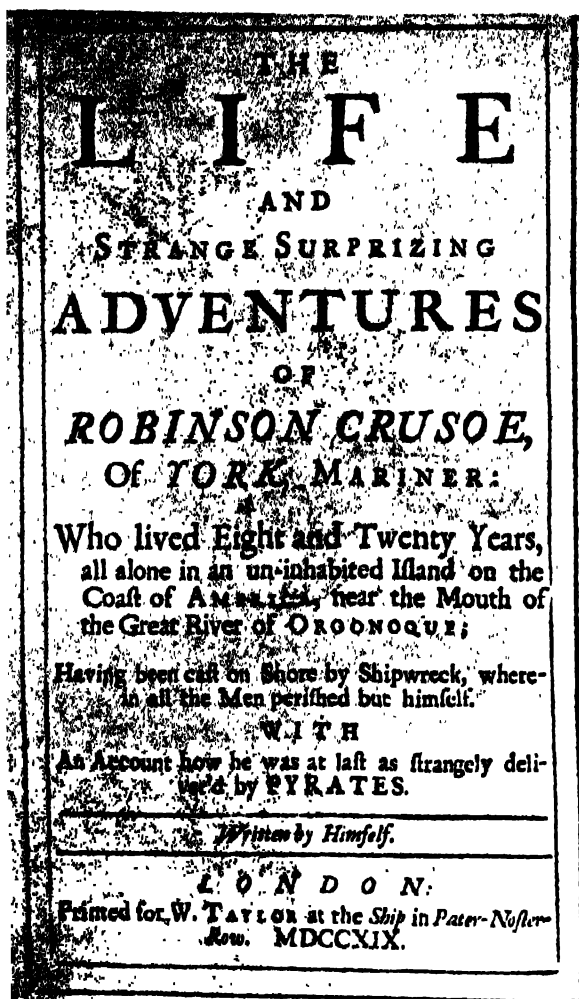 THE
LIFE
AND
STRANGE SURPRIZING
ADVENTURES
OF
ROBINSON CRUSOE,
Of YORK, MARINER:
Who lived Eight and Twenty Years,
all alone in an un-inhabited Iſland on the
Coaſt of AMERICA, near the Mouth of
the Great River of OROONOQUE;
Having been caſt on Shore by Shipwreck, where-
in all the Men periſhed but himſelf.
WITH
An Account how he was at laſt as ſtrangely deli-
ver'd by PYRATES.
Written by Himſelf.
LONDON:
Printed for W. TAYLOR at the Ship in Pater-Noſter-
Row. MDCCXIX.